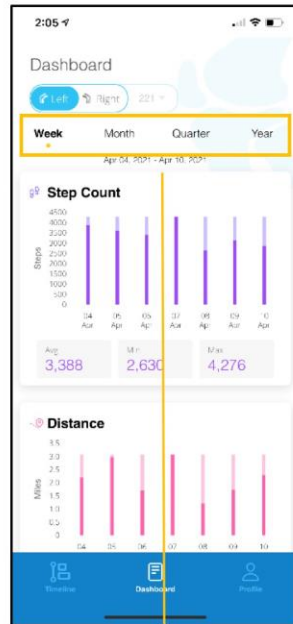 2:05
Dashboard
Left Right 221
Week Month Quarter Year
Apr 04, 2021 - Apr 10, 2021
Step Count
4500
4000
3500
3000
2500
2000
1500
1000
500
0
Steps
04 05 06 07 08 09 10
Apr Apr Apr Apr Apr Apr Apr
Avg Min Max
3,388 2,630 4,276
Distance
3.5
3.0
2.5
2.0
1.5
1.0
0.5
0
Miles
04 05 06 07 08 09 10
Timeline Dashboard Profile